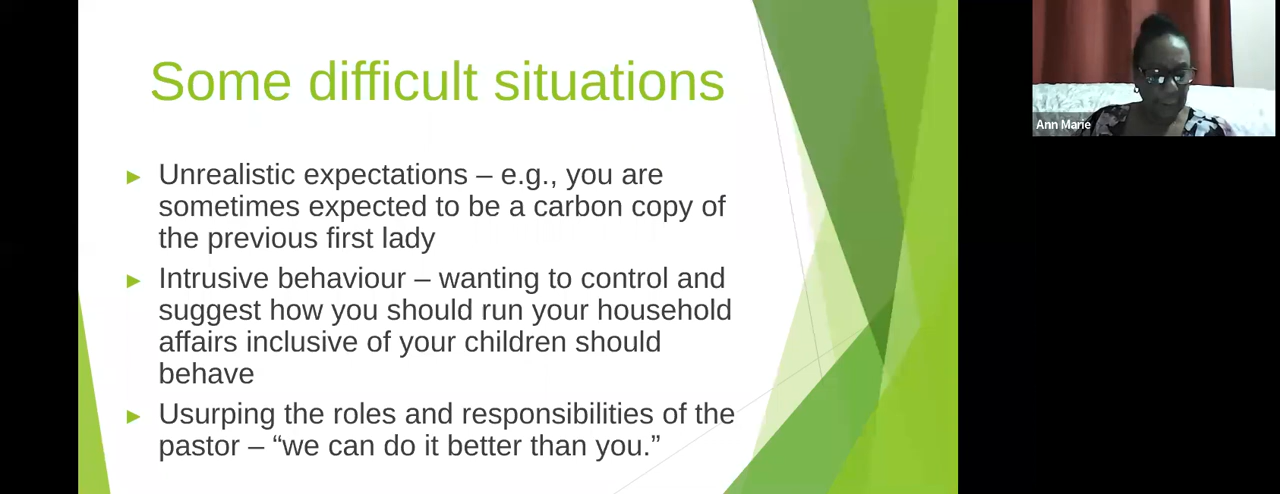 Some difficult situations
Unrealistic expectations – e.g., you are
sometimes expected to be a carbon copy of
the previous first lady
Intrusive behaviour – wanting to control and
suggest how you should run your household
affairs inclusive of your children should
behave
Usurping the roles and responsibilities of the
pastor – “we can do it better than you.”
Ann Marie